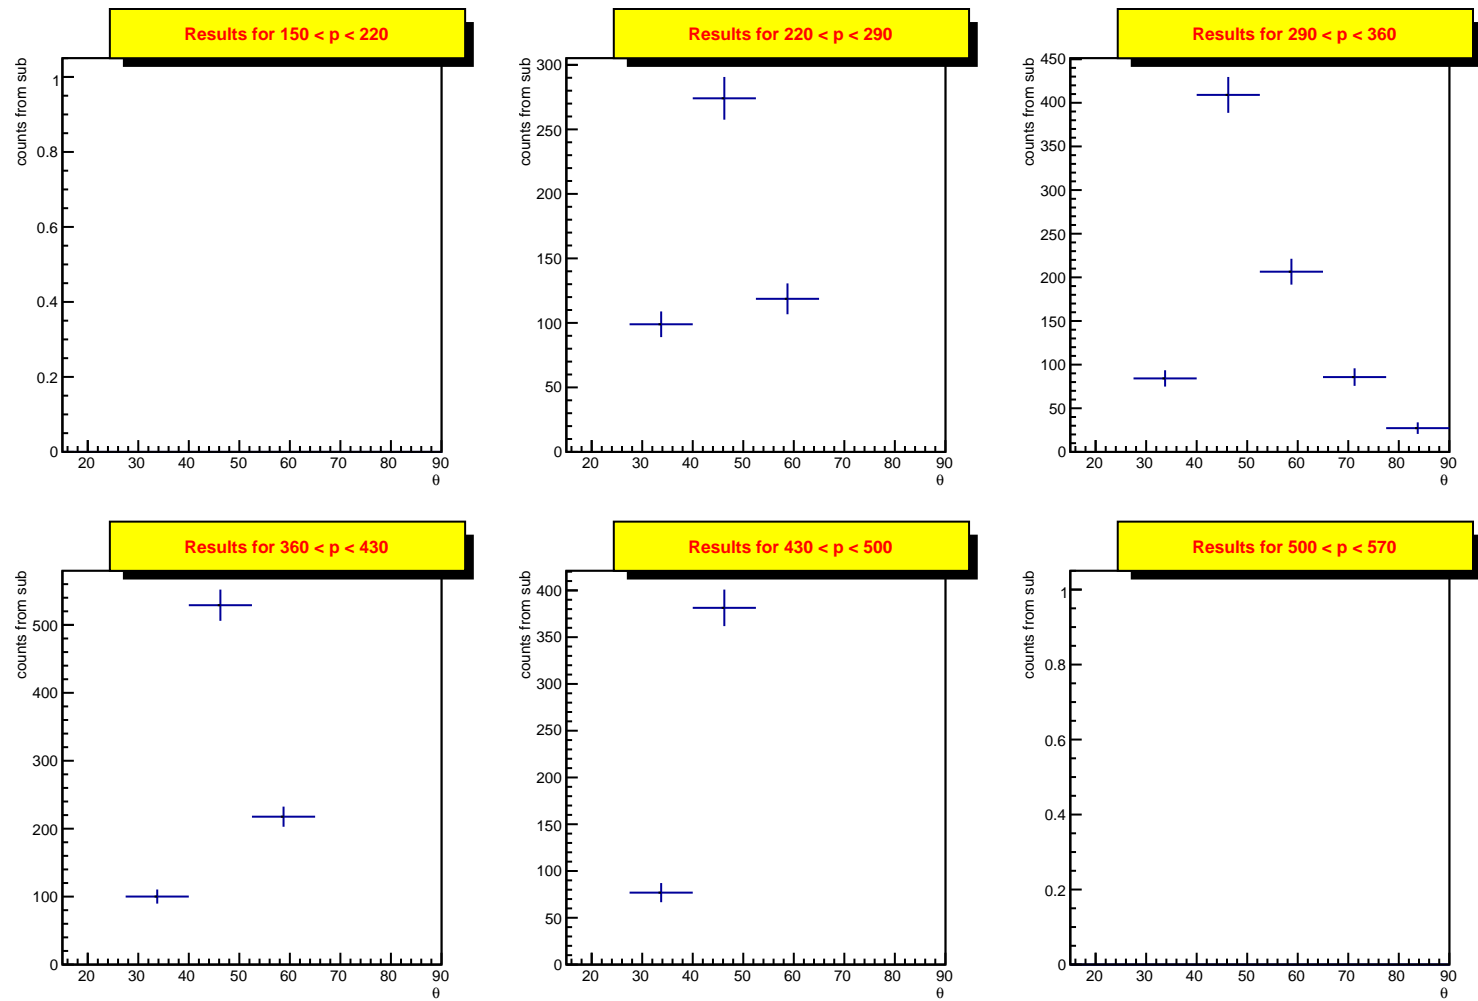 Results for 150 < p < 220
counts from sub
1
0.8
0.6
0.4
0.2
0
20 30 40 50 60 70 80 90
θ
Results for 220 < p < 290
counts from sub
300
250
200
150
100
50
0
20 30 40 50 60 70 80 90
θ
Results for 290 < p < 360
counts from sub
450
400
350
300
250
200
150
100
50
0
20 30 40 50 60 70 80 90
θ
Results for 360 < p < 430
counts from sub
500
400
300
200
100
0
20 30 40 50 60 70 80 90
θ
Results for 430 < p < 500
counts from sub
400
350
300
250
200
150
100
50
0
20 30 40 50 60 70 80 90
θ
Results for 500 < p < 570
counts from sub
1
0.8
0.6
0.4
0.2
0
20 30 40 50 60 70 80 90
θ